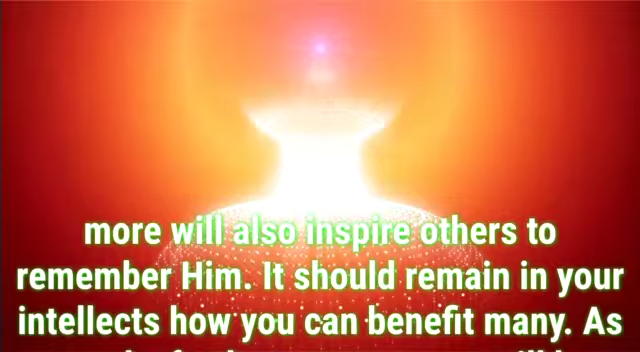 more will also inspire others to
remember Him. It should remain in your
intellects how you can benefit many. As